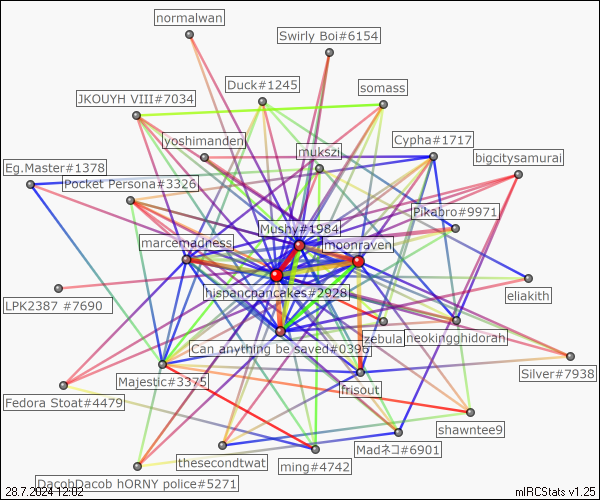 normalwan
Swirly Boi#6154
Duck#1245
somass
JKOUYH VIII#7034
yoshimanden
Cypha#1717
mukszi
bigcitysamurai
Eg.Master#1378
Pocket Persona#3326
Pikabro#9971
Mushy#1984
marcemadness
moonraven
hispancpancakes#2928
eliakith
LPK2387 #7690
zebula
neokingghidorah
Can anything be saved#0396
Silver#7938
Majestic#3375
frisout
Fedora Stoat#4479
shawntee9
Madネコ#6901
thesecondtwat
ming#4742
DacobDacob hORNY police#5271
28.7.2024 12:02
mIRCStats v1.25